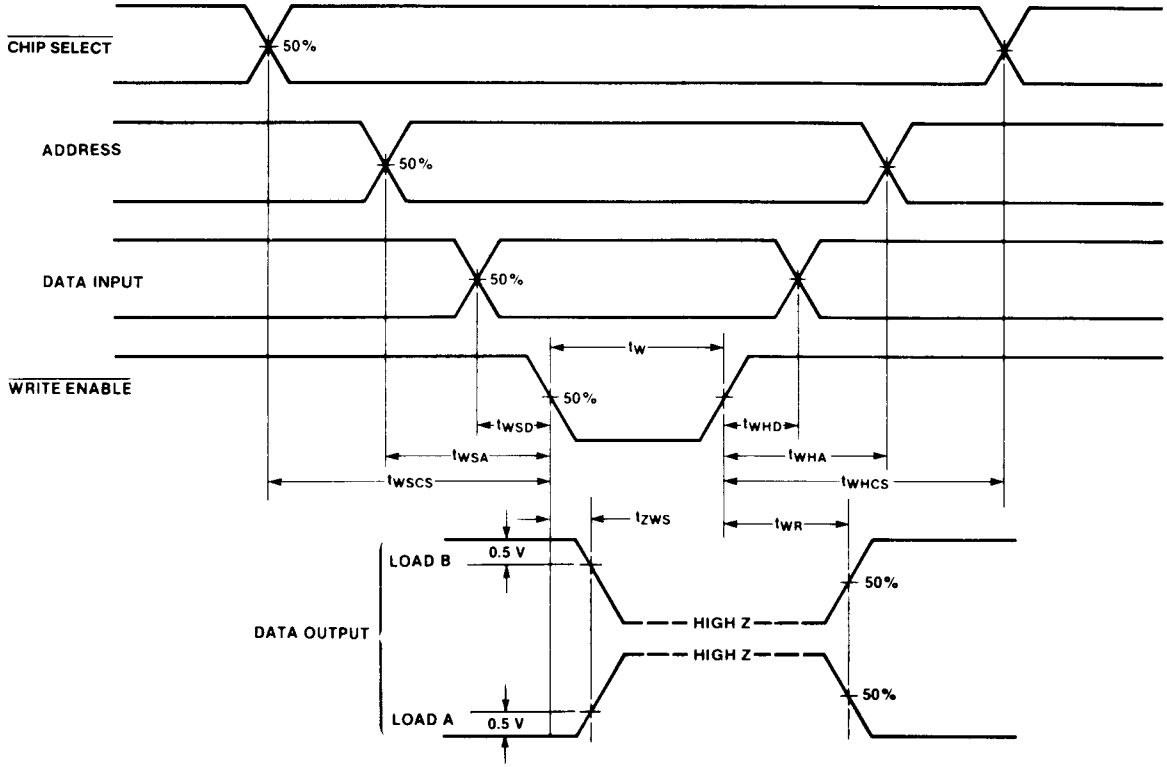 CHIP SELECT
50%
ADDRESS
50%
DATA INPUT
50%
tW
WRITE ENABLE
50%
tWSD
tWHD
tWSA
tWHA
tWSCS
tWHCS
tZWS
tWR
0.5 V
LOAD B
50%
HIGH Z
DATA OUTPUT
HIGH Z
50%
LOAD A
0.5 V